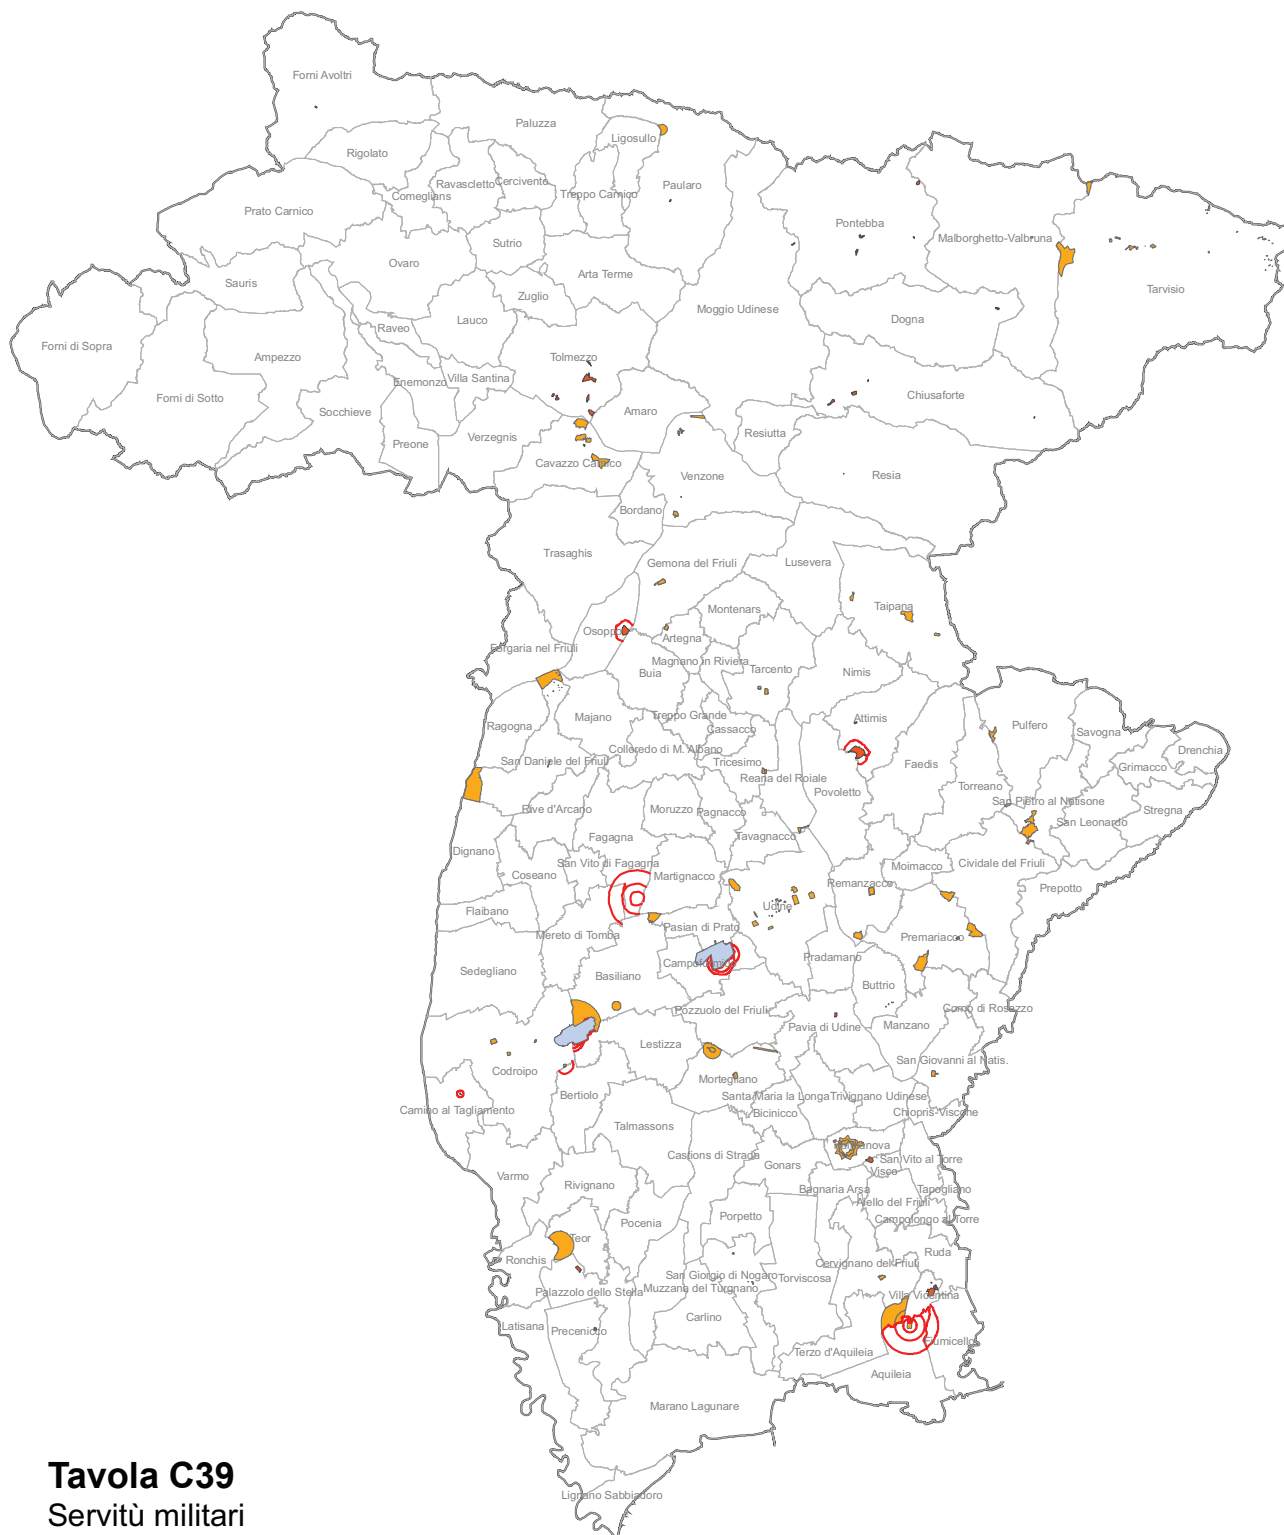 Forni Avoltri
Paluzza
Ligosullo
Rigolato
Ravascletto
Cercivente
Treppo Carnico
Paularo
Comeglians
Prato Carnico
Pontebba
Malborghetto-Valbruna
Sutrio
Ovaro
Arta Terme
Sauris
Tarvisio
Zuglio
Moggio Udinese
Lauco
Dogna
Raveo
Forni di Sopra
Ampezzo
Tolmezzo
Enemonzo
Villa Santina
Forni di Sotto
Chiusaforte
Socchieve
Amaro
Resiutta
Preone
Verzegnis
Cavazzo Carnico
Venzone
Resia
Bordano
Trasaghis
Gemona del Friuli
Lusevera
Montenars
Taipana
Osoppo
Artegna
Forgaria nel Friuli
Magnano in Riviera
Buia
Tarcento
Nimis
Ragogna
Majano
Treppo Grande
Attimis
Cassacco
Pulfero
Savogna
Colloredo di M. Albano
Drenchia
San Daniele del Friuli
Tricesimo
Grimacco
Reana del Roiale
Faedis
Povoletto
Torreano
San Pietro al Natisone
Rive d'Arcano
Moruzzo
Pagnacco
Stregna
San Leonardo
Fagagna
Tavagnacco
Dignano
San Vito di Fagagna
Cividale del Friuli
Moimacco
Coseano
Martignacco
Remanzacco
Prepotto
Udine
Flaibano
Mereto di Tomba
Pasian di Prato
Premariacco
Pradamano
Campoformido
Sedegliano
Basiliano
Buttrio
Corno di Rosazzo
Pozzuolo del Friuli
Pavia di Udine
Manzano
Lestizza
San Giovanni al Natis.
Codroipo
Mortegliano
Bertiolo
Santa Maria la Longa
Trivignano Udinese
Camino al Tagliamento
Bicinicco
Chiopris-Viscone
Talmassons
Palmanova
Castions di Strada
San Vito al Torre
Gonars
Visco
Varmo
Rivignano
Bagnaria Arsa
Tapogliano
Aiello del Friuli
Porpetto
Campolongo al Torre
Pocenia
Teor
Ruda
Ronchis
Cervignano del Friuli
San Giorgio di Nogaro
Torviscosa
Palazzolo dello Stella
Muzzana del Turgnano
Villa Vicentina
Carlino
Latisana
Precenicco
Fiumicello
Terzo d'Aquileia
Aquileia
Marano Lagunare
Lignano Sabbiadoro
Tavola C39
Servitù militari